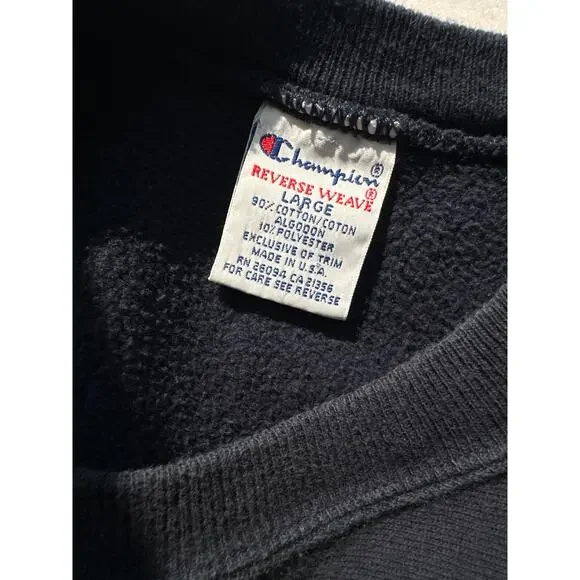 Champion®
REVERSE WEAVE®
LARGE
90% COTTON/COTON
ALGODON
10% POLYESTER
EXCLUSIVE OF TRIM
MADE IN U.S.A.
RN 26094 CA 21356
FOR CARE SEE REVERSE